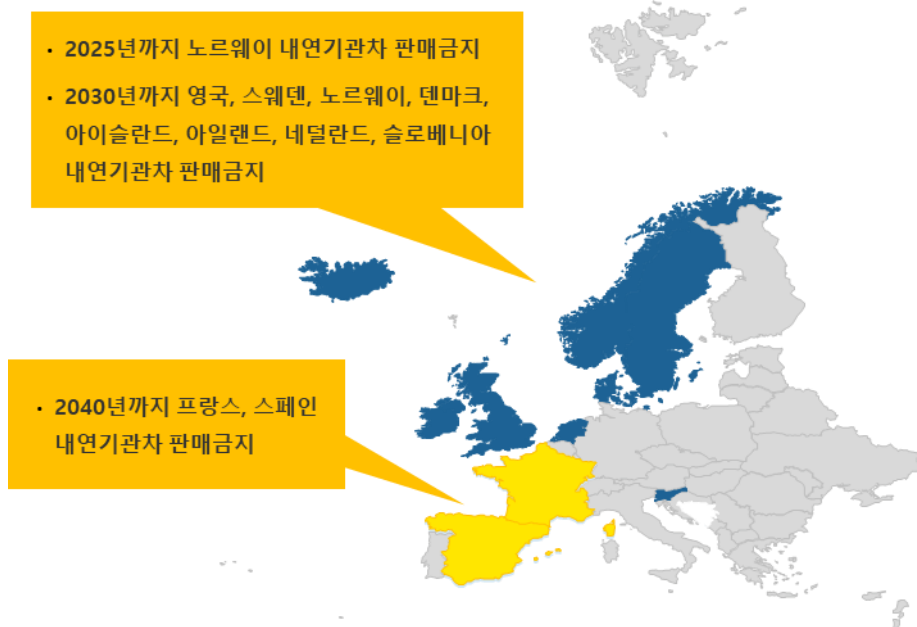 • 2025년까지 노르웨이 내연기관차 판매금지
• 2030년까지 영국, 스웨덴, 노르웨이, 덴마크,
아이슬란드, 아일랜드, 네덜란드, 슬로베니아
내연기관차 판매금지
• 2040년까지 프랑스, 스페인
내연기관차 판매금지